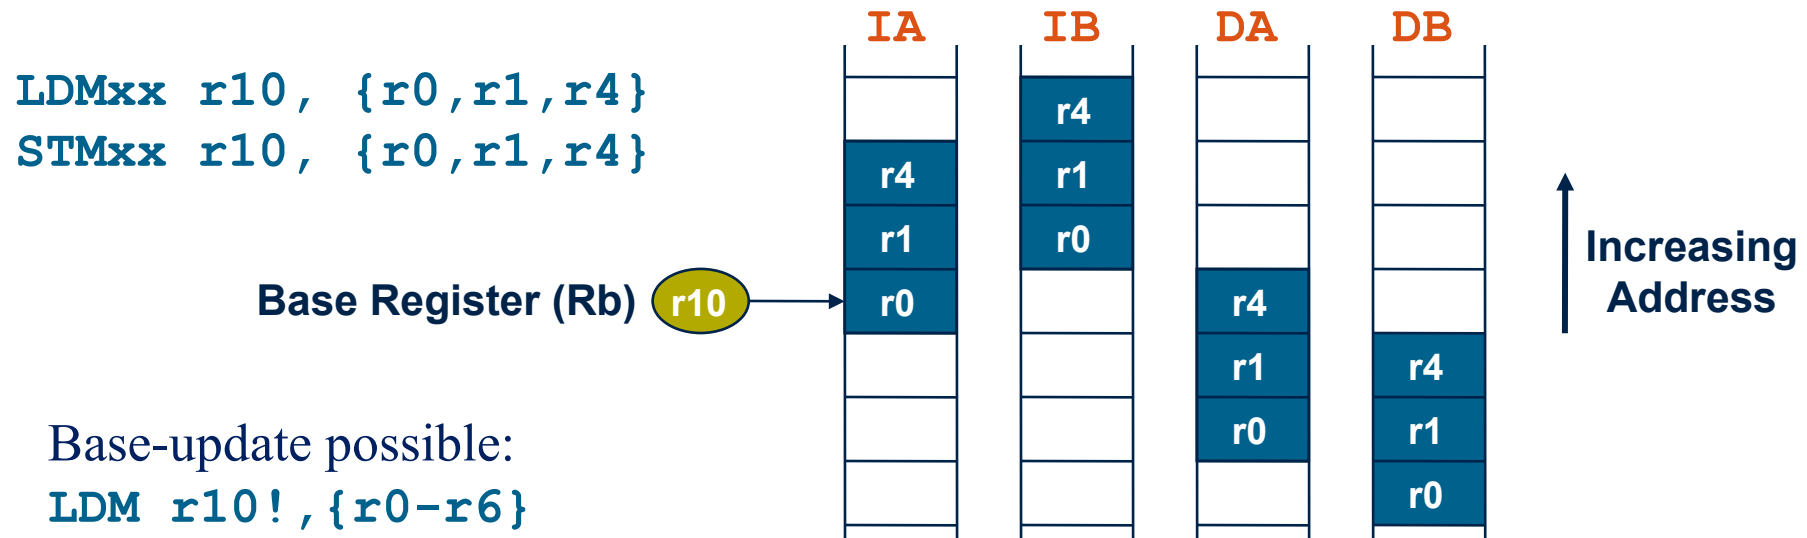 IA IB DA DB
LDMxx r10, {r0,r1,r4}
STMxx r10, {r0,r1,r4}
Base Register (Rb) r10
r4
r1
r0
r4
r1
r0
r4
r1
r0
r4
r1
r0
Increasing
Address
Base-update possible:
LDM r10!,{r0-r6}